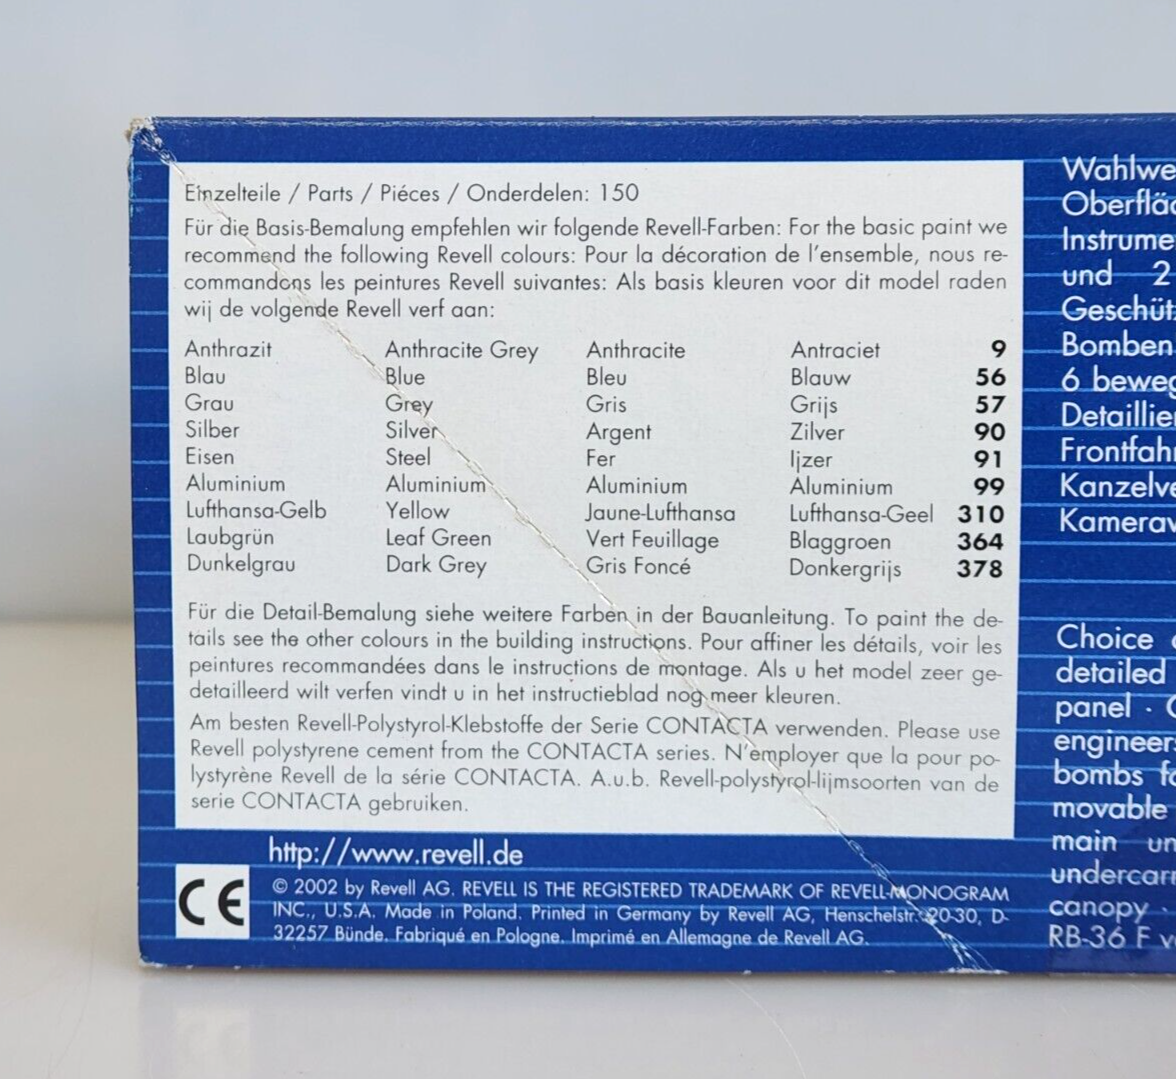 Einzelteile / Parts / Piéces / Onderdelen: 150
Für die Basis-Bemalung empfehlen wir folgende Revell-Farben: For the basic paint we
recommend the following Revell colours: Pour la décoration de l'ensemble, nous re-
commandons les peintures Revell suivantes: Als basis kleuren voor dit model raden
wij de volgende Revell verf aan:
Anthrazit Anthracite Grey Anthracite Antraciet 9
Blau Blue Bleu Blauw 56
Grau Grey Gris Grijs 57
Silber Silver Argent Zilver 90
Eisen Steel Fer Ijzer 91
Aluminium Aluminium Aluminium Aluminium 99
Lufthansa-Gelb Yellow Jaune-Lufthansa Lufthansa-Geel 310
Laubgrün Leaf Green Vert Feuillage Blaggroen 364
Dunkelgrau Dark Grey Gris Foncé Donkergrijs 378
Für die Detail-Bemalung siehe weitere Farben in der Bauanleitung. To paint the de-
tails see the other colours in the building instructions. Pour affiner les détails, voir les
peintures recommandées dans le instructions de montage. Als u het model zeer ge-
detailleerd wilt verfen vindt u in het instructieblad nog meer kleuren.
Am besten Revell-Polystyrol-Klebstoffe der Serie CONTACTA verwenden. Please use
Revell polystyrene cement from the CONTACTA series. N'employer que la pour po-
lystyrène Revell de la série CONTACTA. A.u.b. Revell-polystyrol-lijmsoorten van de
serie CONTACTA gebruiken.
http://www.revell.de
CE
© 2002 by Revell AG. REVELL IS THE REGISTERED TRADEMARK OF REVELL-MONOGRAM
INC., U.S.A. Made in Poland. Printed in Germany by Revell AG, Henschelstr. 20-30, D-
32257 Bünde. Fabriqué en Pologne. Imprimé en Allemagne de Revell AG.
Wahlwe
Oberfläc
Instrume
und 2
Geschütz
Bomben
6 beweg
Detaillier
Frontfahr
Kanzelve
Kamerav
Choice
detailed
panel ·
engineer
bombs fo
movable
main un
undercarr
canopy
RB-36 F v